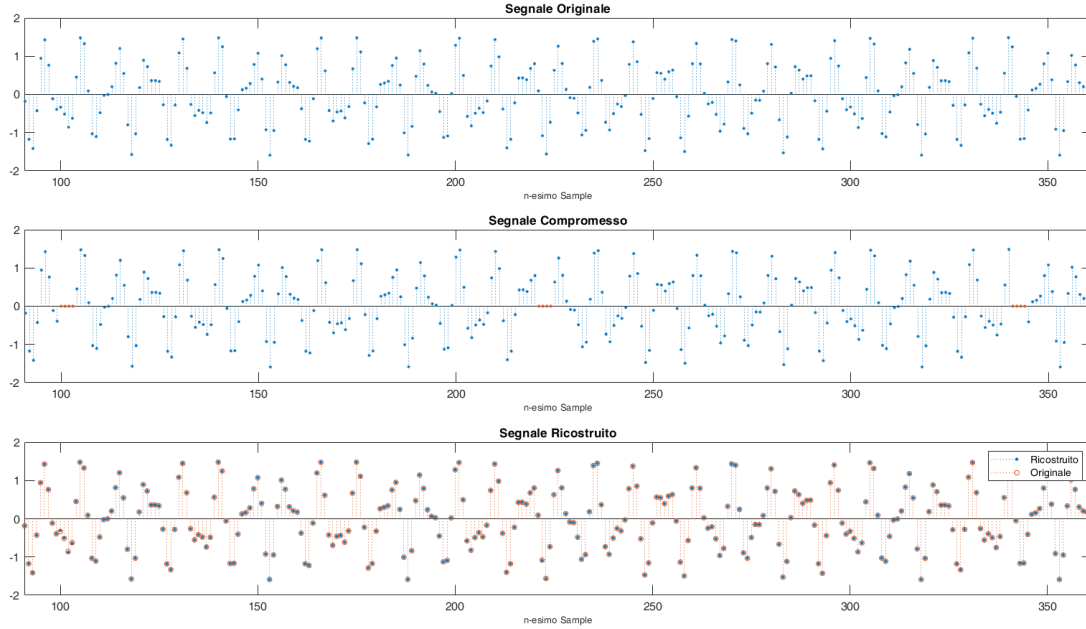 Segnale Originale
2
1
0
-1
-2
100 150 200 250 300 350
n-esimo Sample
Segnale Compromesso
2
1
0
-1
-2
100 150 200 250 300 350
n-esimo Sample
Segnale Ricostruito
2
1
0
-1
-2
Ricostruito
Originale
100 150 200 250 300 350
n-esimo Sample